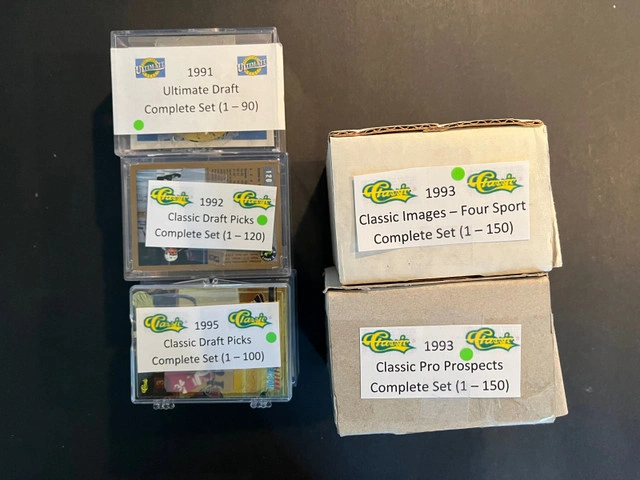 ULTIMATE ULTIMATE
1991
Ultimate Draft
Complete Set (1 – 90)
Classic Classic
1992
Classic Draft Picks
Complete Set (1 – 120)
Classic Classic
1995
Classic Draft Picks
Complete Set (1 – 100)
Classic Classic
1993
Classic Images – Four Sport
Complete Set (1 – 150)
Classic Classic
1993
Classic Pro Prospects
Complete Set (1 – 150)